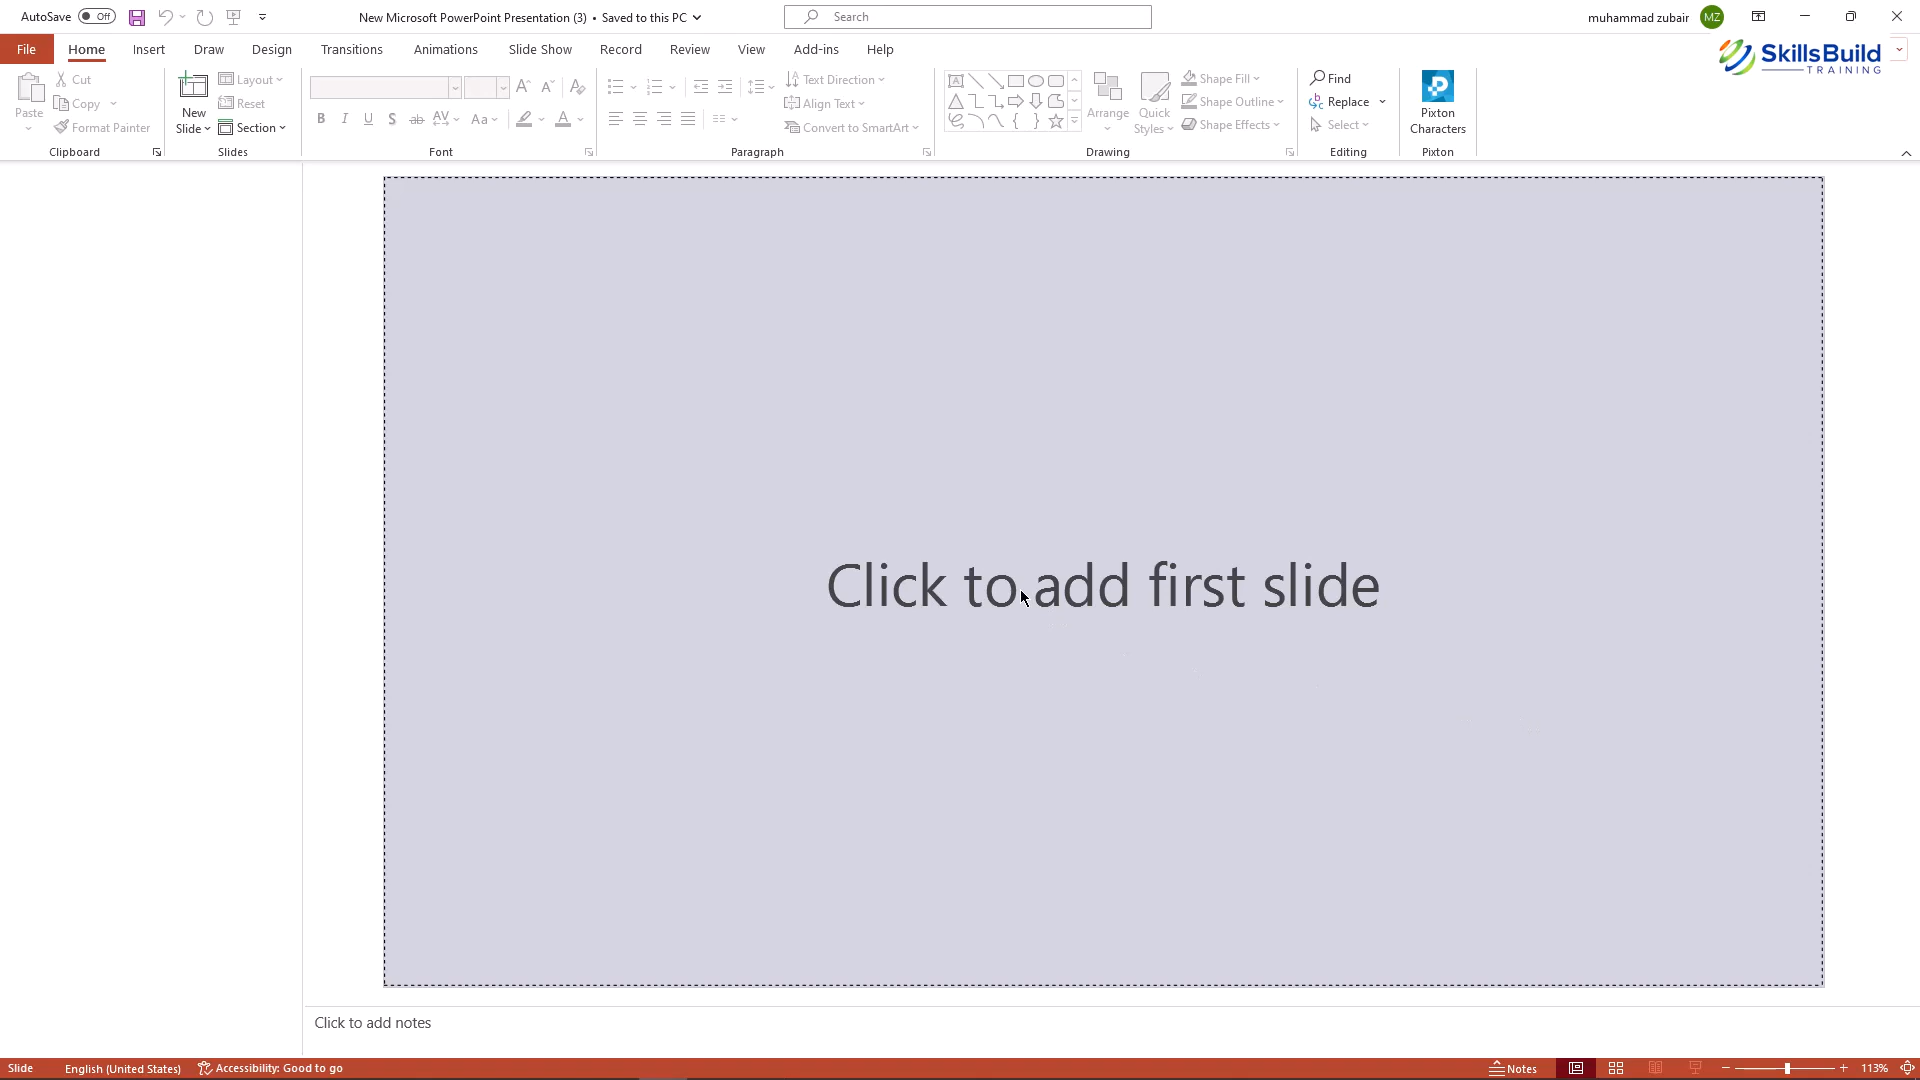 AutoSave Off New Microsoft PowerPoint Presentation (3) • Saved to this PC Search muhammad zubair MZ
File Home Insert Draw Design Transitions Animations Slide Show Record Review View Add-ins Help
SkillsBuild
TRAINING
Paste
Cut
Copy
Format Painter
Clipboard
New
Slide
Layout
Reset
Section
Slides
B I U S ab AV Aa A
Font
Text Direction
Align Text
Convert to SmartArt
Paragraph
Arrange
Quick
Styles
Shape Fill
Shape Outline
Shape Effects
Drawing
Find
Replace
Select
Editing
Pixton
Characters
Pixton
Click to add first slide
Click to add notes
Slide English (United States) Accessibility: Good to go Notes 113%